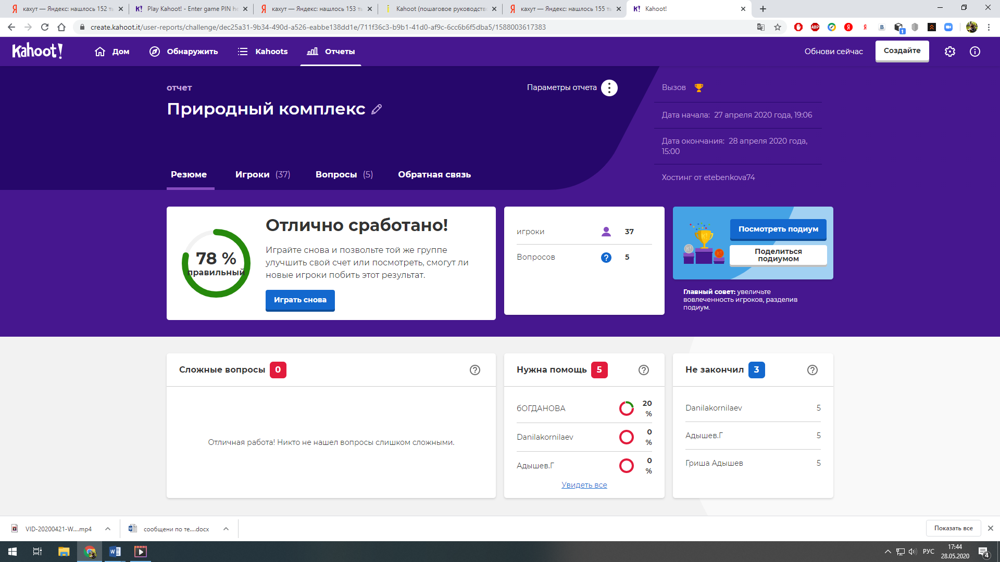 кахут — Яндекс: нашлось 152 ты
Play Kahoot! - Enter game PIN he
кахут — Яндекс: нашлось 153 ты
Kahoot (пошаговое руководство
кахут — Яндекс: нашлось 155 ты
Kahoot!
create.kahoot.it/user-reports/challenge/dec25a31-9b34-490d-a526-eabbe138dd1e/711f36c3-b9b1-41d0-af9c-6cc6b6f5dba5/1588003617383
Kahoot!
Дом
Обнаружить
Kahoots
Отчеты
Обнови сейчас
Создайте
отчет
Параметры отчета
Природный комплекс
Вызов
Дата начала: 27 апреля 2020 года, 19:06
Дата окончания: 28 апреля 2020 года,
15:00
Хостинг от etebenkova74
Резюме
Игроки (37)
Вопросы (5)
Обратная связь
78 %
правильный
Отлично сработано!
Играйте снова и позвольте той же группе
улучшить свой счет или посмотреть, смогут ли
новые игроки побить этот результат.
Играть снова
игроки 37
Вопросов 5
Посмотреть подиум
Поделиться
подиумом
Главный совет: увеличьте
вовлеченность игроков, разделив
подиум.
Сложные вопросы 0
Отличная работа! Никто не нашел вопросы слишком сложными.
Нужна помощь 5
бОГДАНОВА 20
%
Danilakornilaev 0
%
Адышев.Г 0
%
Увидеть все
Не закончил 3
Danilakornilaev 5
Адышев.Г 5
Гриша Адышев 5
VID-20200421-W....mp4
сообщени по те....docx
Показать все
РУС
17:44
28.05.2020
4